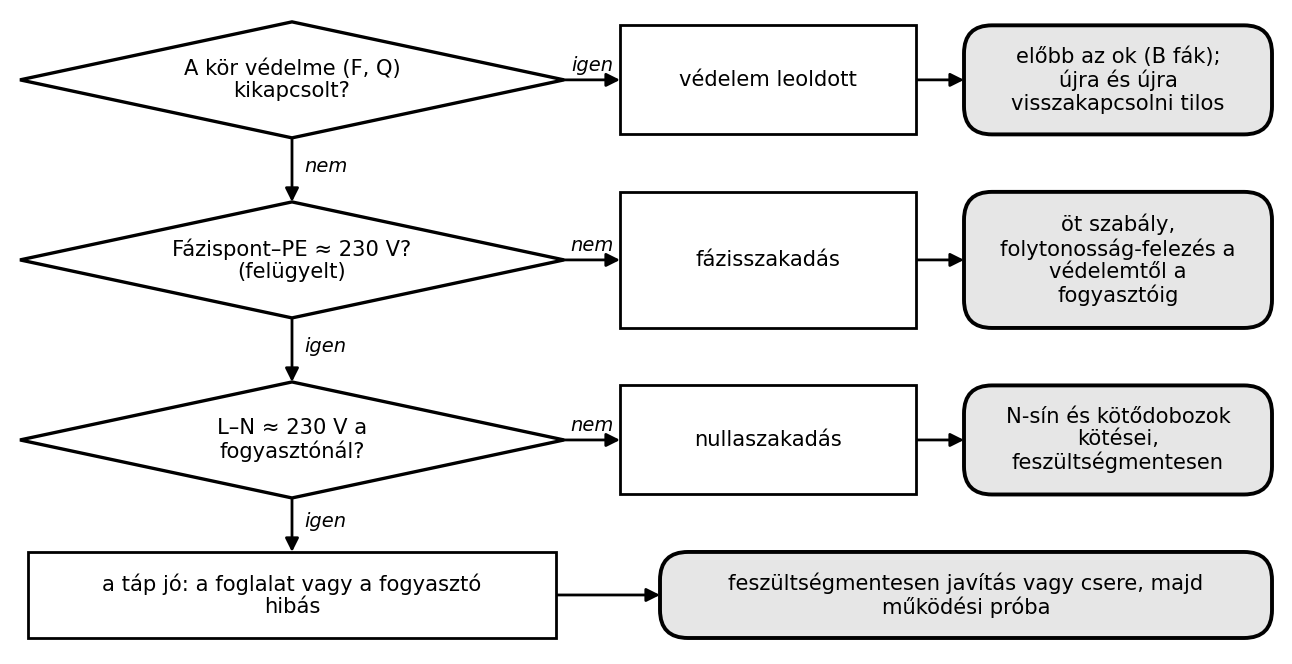 A kör védelme (F, Q)
kikapcsolt?
igen
védelem leoldott
előbb az ok (B fák);
újra és újra
visszakapcsolni tilos
nem
Fázispont–PE ≈ 230 V?
(felügyelt)
nem
fázisszakadás
öt szabály,
folytonosság-felezés a
védelemtől a
fogyasztóig
igen
L–N ≈ 230 V a
fogyasztónál?
nem
nullaszakadás
N-sín és kötődobozok
kötései,
feszültségmentesen
igen
a táp jó: a foglalat vagy a fogyasztó
hibás
feszültségmentesen javítás vagy csere, majd
működési próba